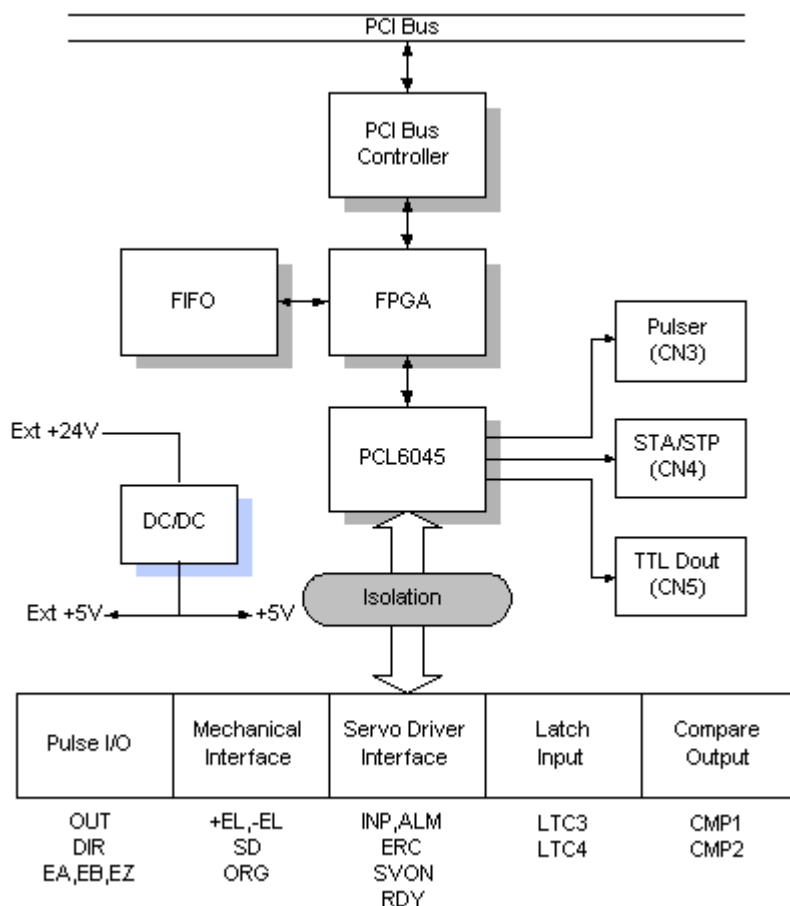 PCI Bus
PCI Bus
Controller
FIFO
FPGA
Pulser
(CN3)
Ext +24V
PCL6045
STA/STP
(CN4)
DC/DC
TTL Dout
(CN5)
Isolation
Ext +5V
+5V
Pulse I/O
Mechanical
Interface
Servo Driver
Interface
Latch
Input
Compare
Output
OUT
DIR
EA,EB,EZ
+EL,-EL
SD
ORG
INP,ALM
ERC
SVON
RDY
LTC3
LTC4
CMP1
CMP2